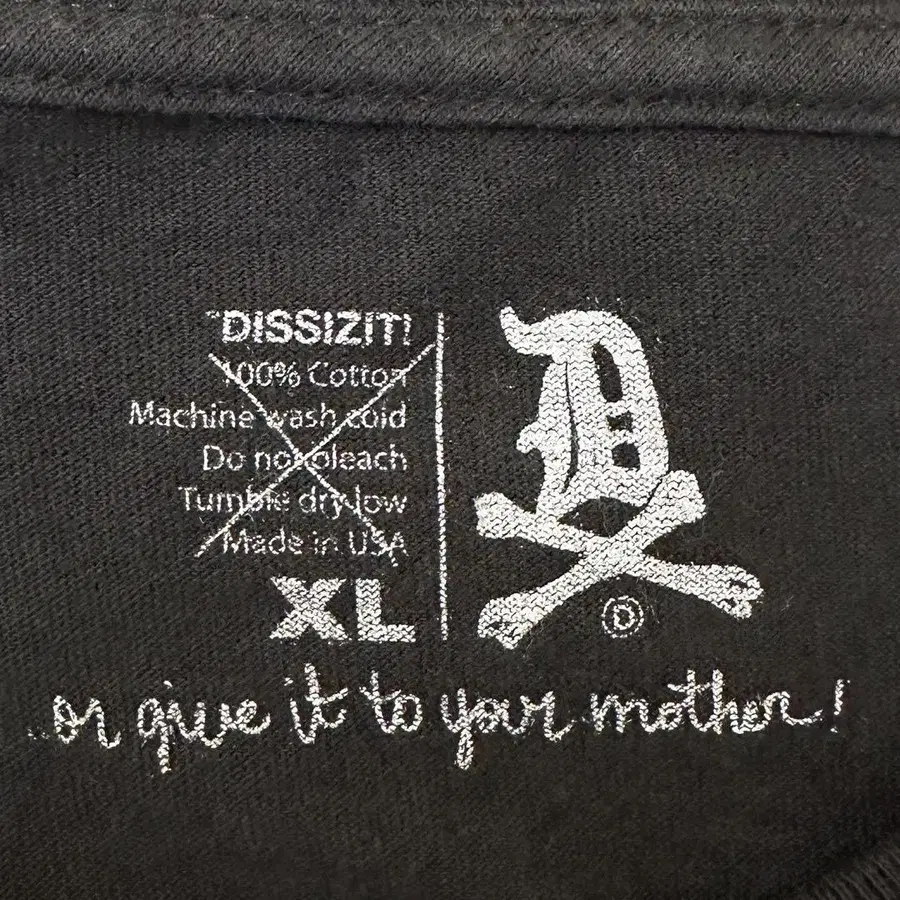 "DISSIZIT!
100% Cotton
Machine wash cold
Do not bleach
Tumble dry low
Made in USA
XL
D
D
...or give it to your mother!